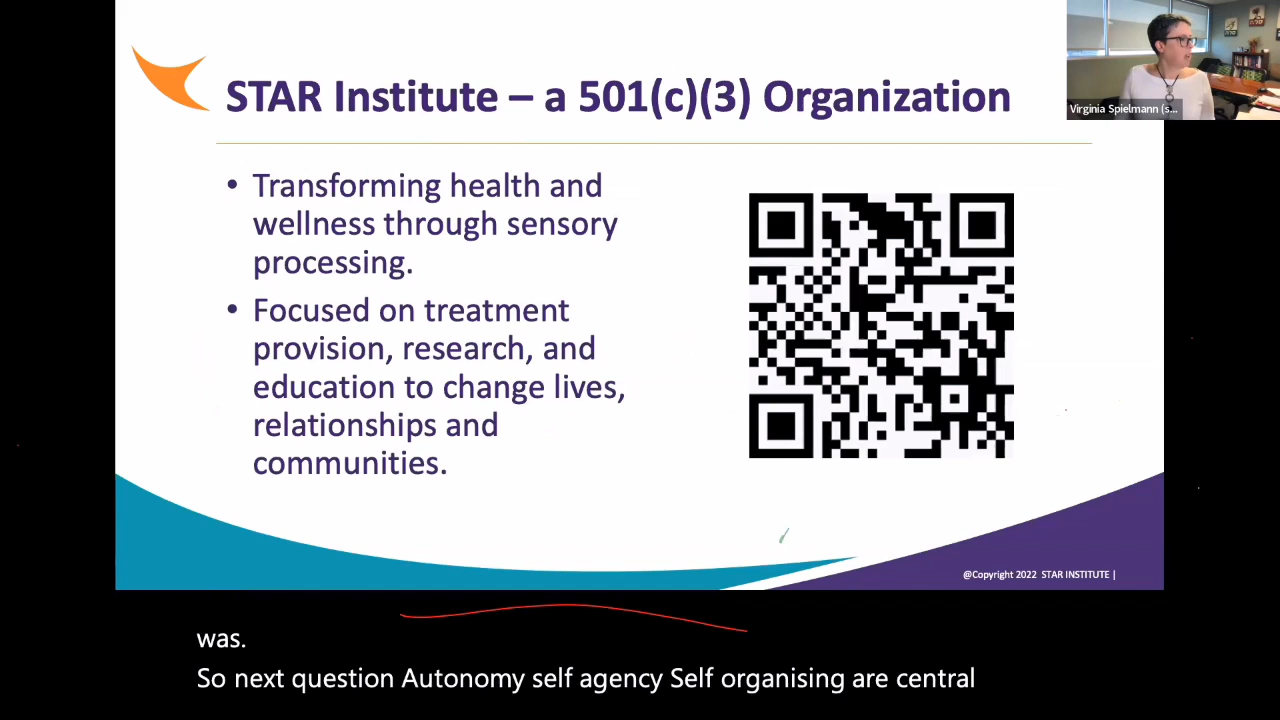 STAR Institute – a 501(c)(3) Organization
Virginia Spielmann (s...
• Transforming health and
wellness through sensory
processing.
• Focused on treatment
provision, research, and
education to change lives,
relationships and
communities.
@Copyright 2022 STAR INSTITUTE |
was.
So next question Autonomy self agency Self organising are central